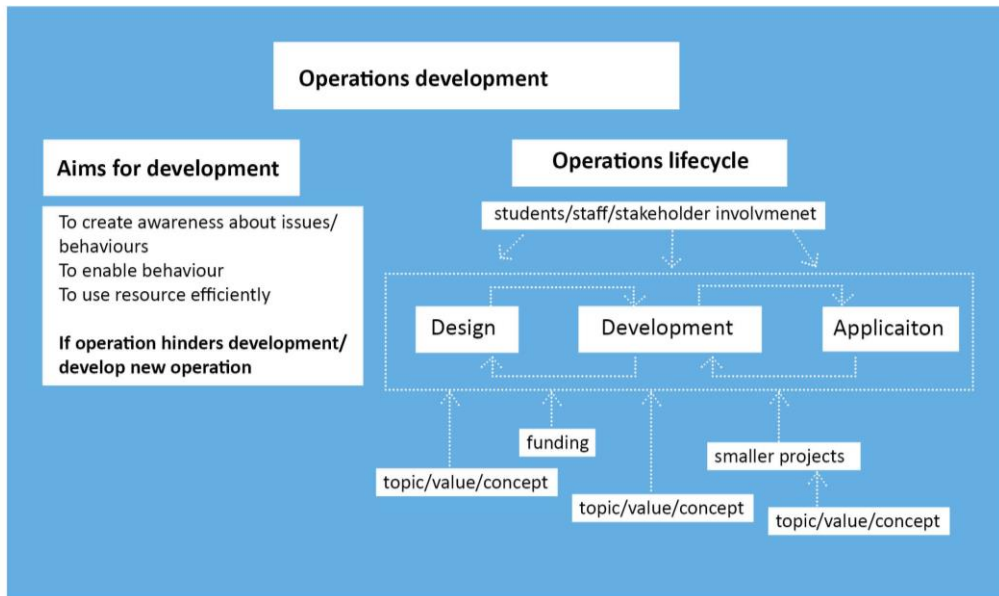 Operations development
Aims for development
To create awareness about issues/
behaviours
To enable behaviour
To use resource efficiently
If operation hinders development/
develop new operation
Operations lifecycle
students/staff/stakeholder involvmenet
Design
Development
Applicaiton
funding
smaller projects
topic/value/concept
topic/value/concept
topic/value/concept